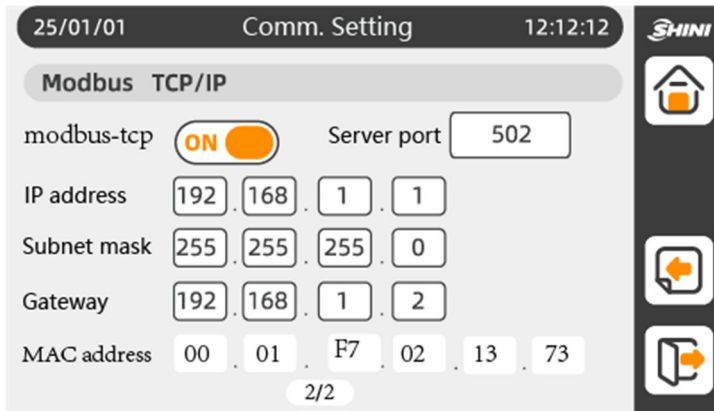 25/01/01 Comm. Setting 12:12:12 SHINI
Modbus TCP/IP
modbus-tcp ON Server port 502
IP address 192 . 168 . 1 . 1
Subnet mask 255 . 255 . 255 . 0
Gateway 192 . 168 . 1 . 2
MAC address 00 . 01 . F7 . 02 . 13 . 73
2/2